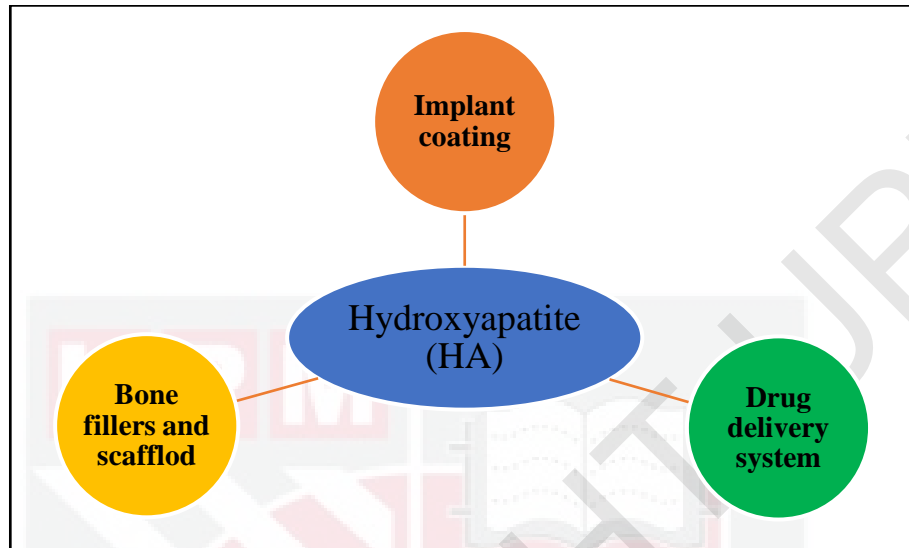 Implant
coating
Hydroxyapatite
(HA)
Bone
fillers and
scafflod
Drug
delivery
system